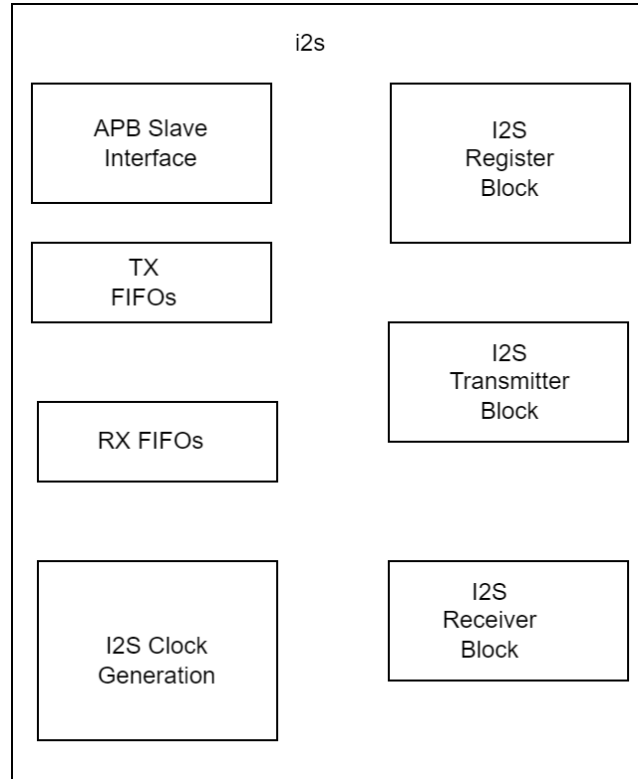 i2s
APB Slave
Interface
I2S
Register
Block
TX
FIFOs
I2S
Transmitter
Block
RX FIFOs
I2S Clock
Generation
I2S
Receiver
Block